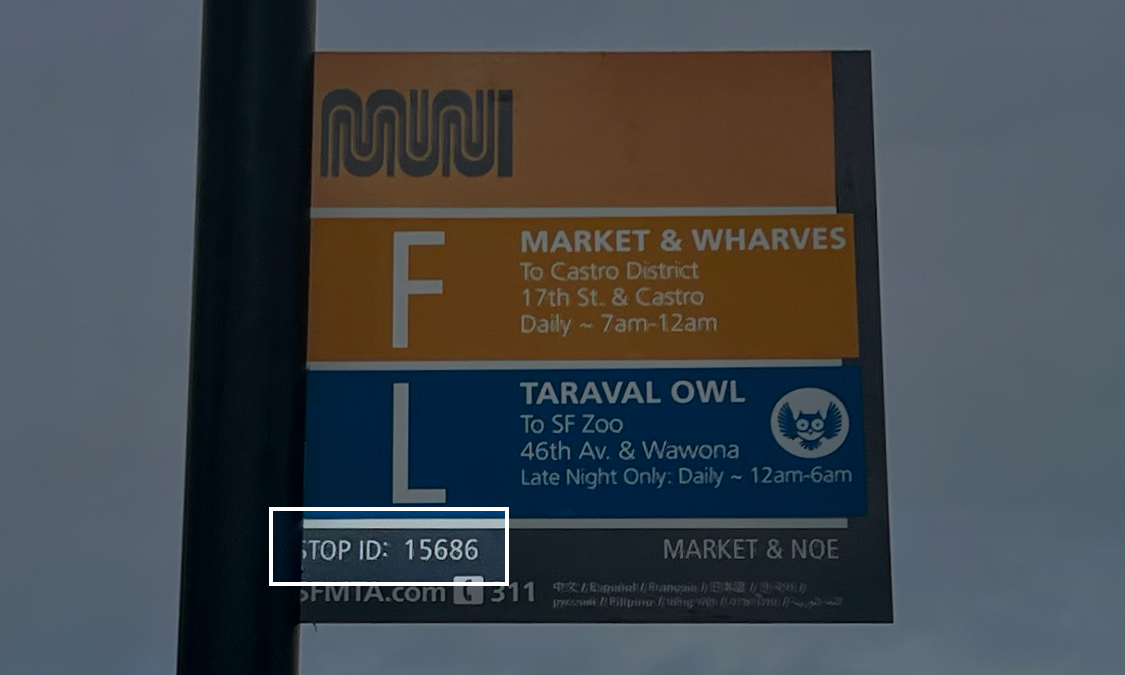 MUNI
F
MARKET & WHARVES
To Castro District
17th St. & Castro
Daily ~ 7am-12am
L
TARAVAL OWL
To SF Zoo
46th Av. & Wawona
Late Night Only: Daily ~ 12am-6am
STOP ID: 15686
MARKET & NOE
SFMTA.com 311
中文 / Español / Français /
русский / Filipino /